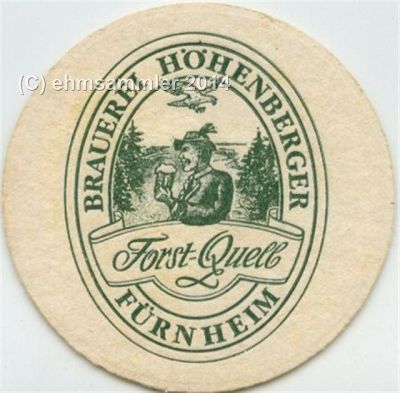 (C) ehmsammler 2014
BRAUEREI HÖHENBERGER
Forst-Quell
FÜRNHEIM